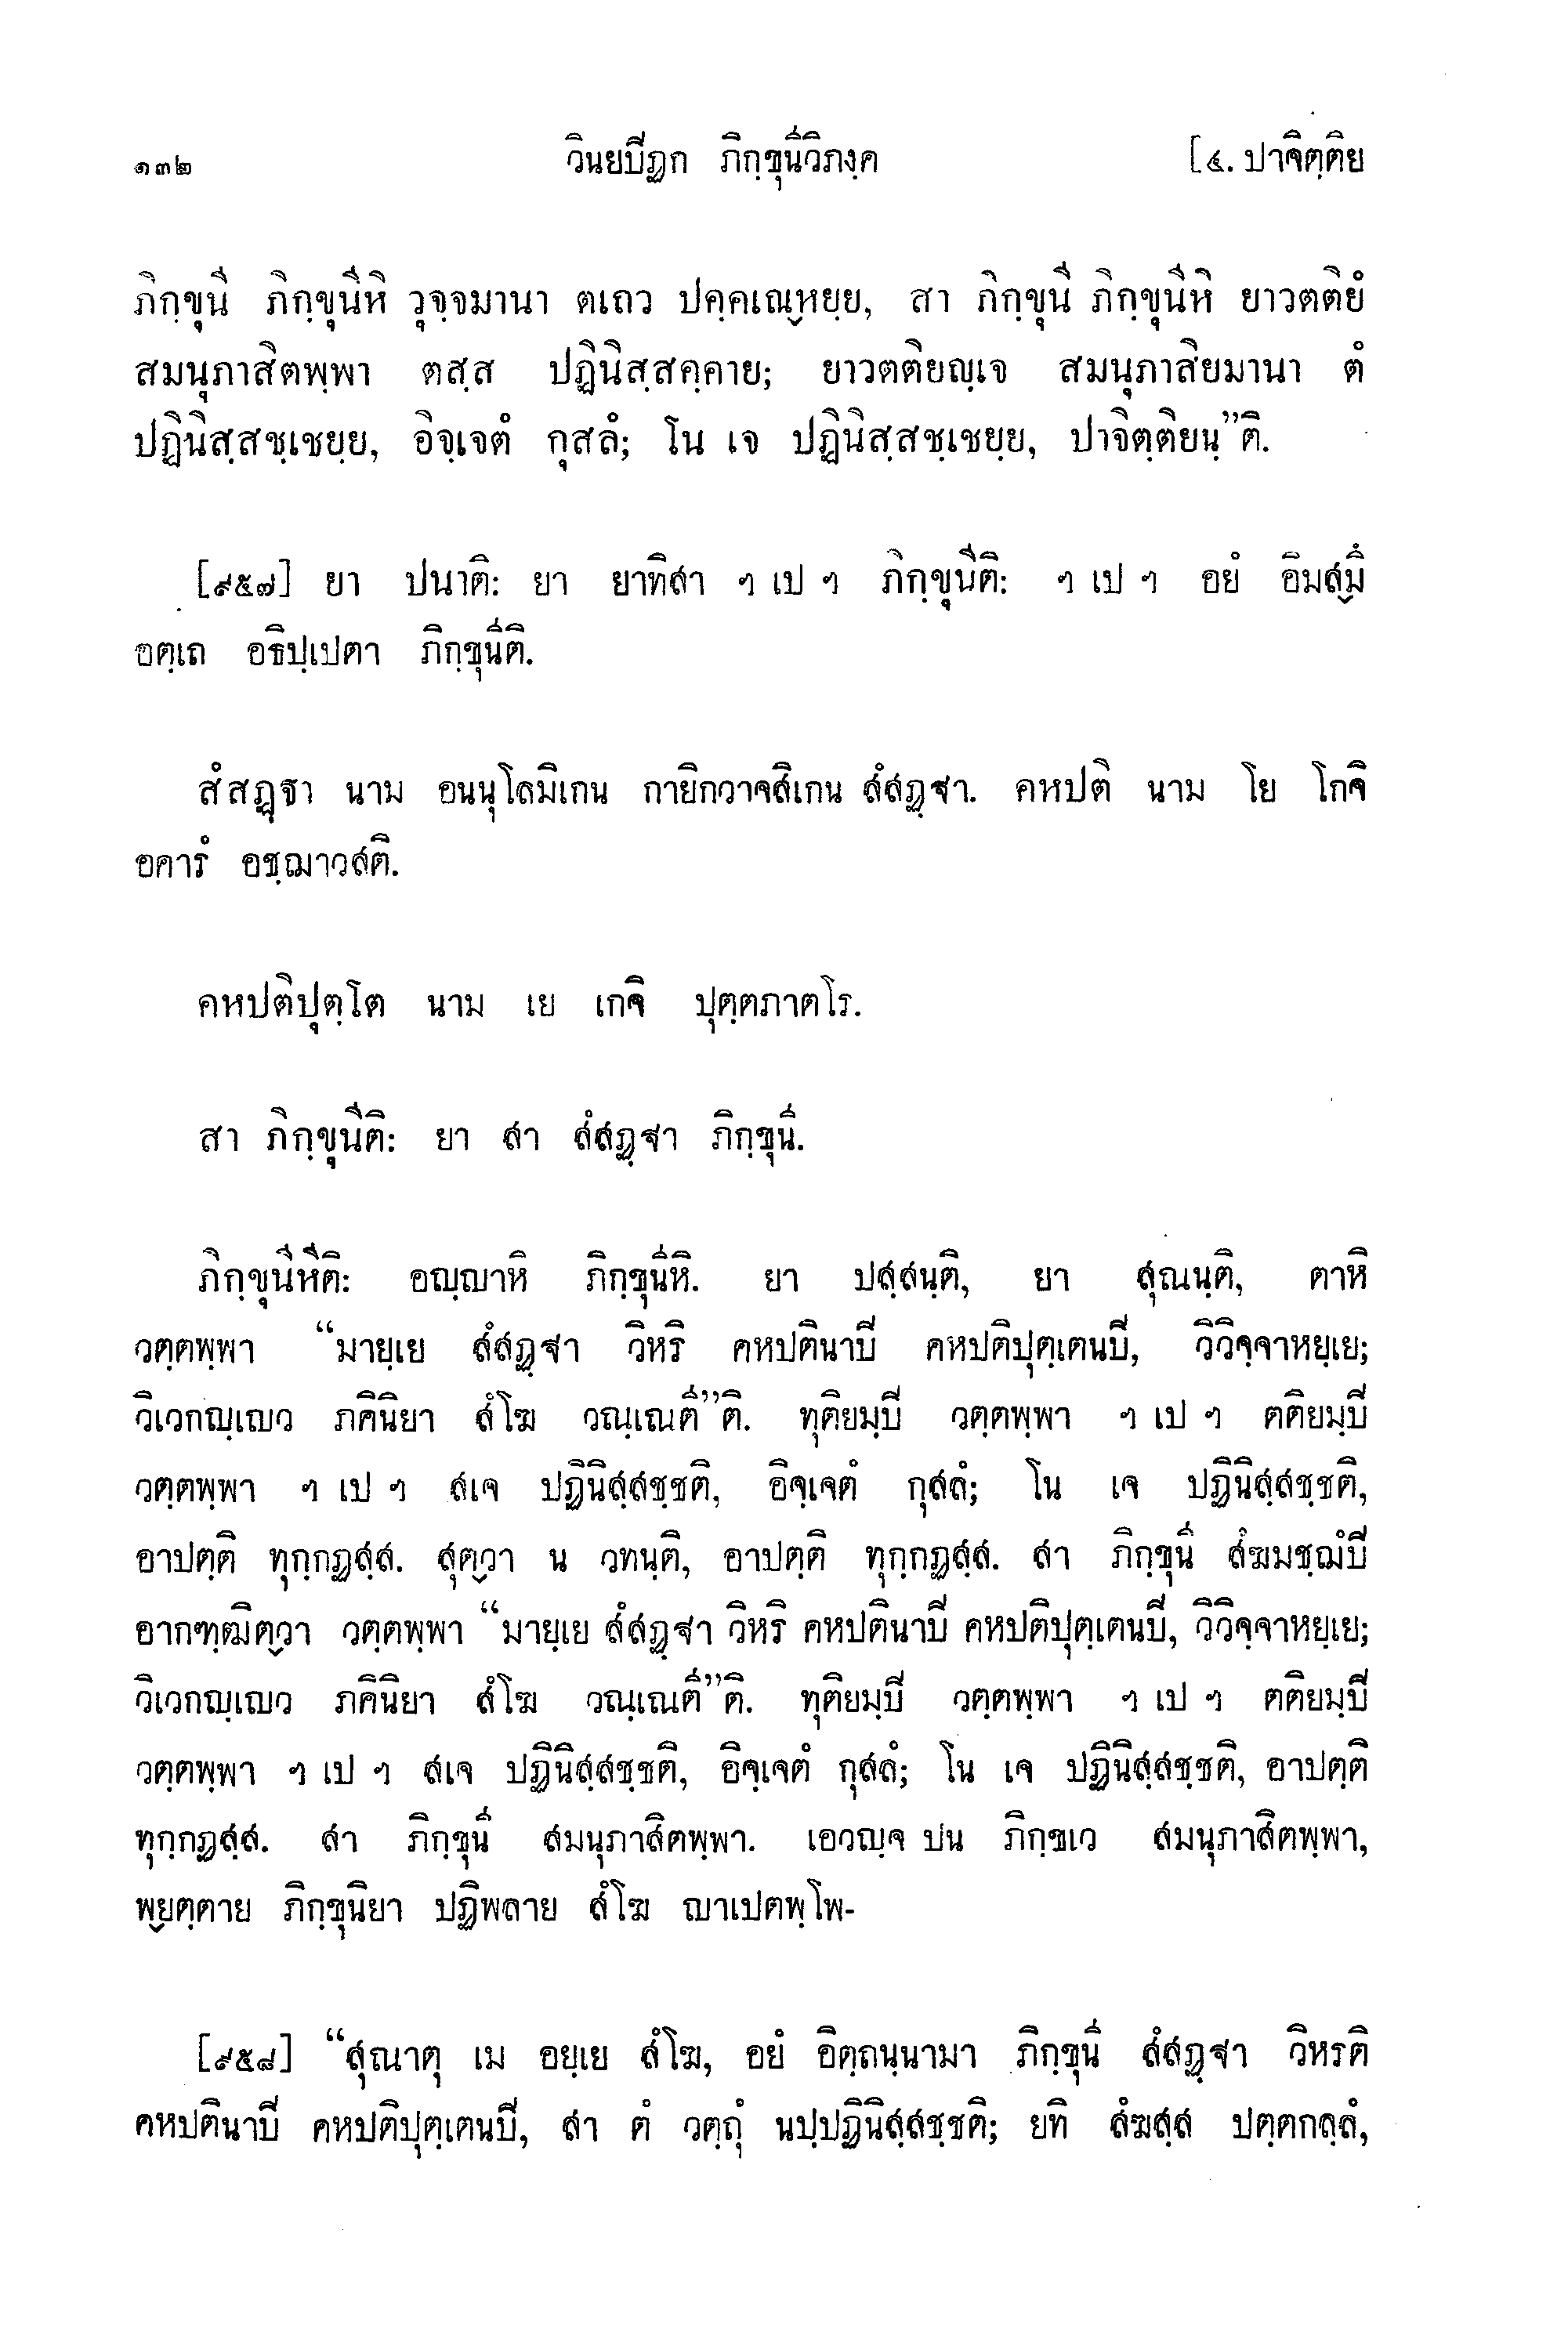 ๑๓๒ วินยปิฏก ภิกฺขุนีวิภงฺค [๔. ปาจิตฺติย
ภิกฺขุนี ภิกฺขุนีหิ วุจฺจมานา ตเถว ปคฺคเณฺหยฺย, สา ภิกฺขุนี ภิกฺขุนีหิ ยาวตติยํ
สมนุภาสิตพฺพา ตสฺส ปฏินิสฺสคฺคาย; ยาวตติยญฺเจ สมนุภาสิยมานา ตํ
ปฏินิสฺสชฺเชยฺย, อิจฺเจตํ กุสลํ; โน เจ ปฏินิสฺสชฺเชยฺย, ปาจิตฺติยนฺ”ติ.
[๙๕๗] ยา ปนาติ: ยา ยาทิสา ฯ เป ฯ ภิกฺขุนีติ: ฯ เป ฯ อยํ อิมสฺมึ
อตฺเถ อธิปฺเปตา ภิกฺขุนีติ.
สํสฏฺฐา นาม อนนุโลมิเกน กายิกวาจสิเกน สํสฏฺฐา. คหปติ นาม โย โกจิ
อคารํ อชฺฌาวสติ.
คหปติปุตฺโต นาม เย เกจิ ปุตฺตภาตโร.
สา ภิกฺขุนีติ: ยา สา สํสฏฺฐา ภิกฺขุนี.
ภิกฺขุนีหีติ: อญฺญาหิ ภิกฺขุนีหิ. ยา ปสฺสนฺติ, ยา สุณนฺติ, ตาหิ
วตฺตพฺพา “มายฺเย สํสฏฺฐา วิหริ คหปตินาปิ คหปติปุตฺเตนปิ, วิวิจฺจาหยฺเย;
วิเวกญฺเญว ภคินิยา สํโฆ วณฺเณตี”ติ. ทุติยมฺปิ วตฺตพฺพา ฯ เป ฯ ตติยมฺปิ
วตฺตพฺพา ฯ เป ฯ สเจ ปฏินิสฺสชฺชติ, อิจฺเจตํ กุสลํ; โน เจ ปฏินิสฺสชฺชติ,
อาปตฺติ ทุกฺกฏสฺส. สุตฺวา น วทนฺติ, อาปตฺติ ทุกฺกฏสฺส. สา ภิกฺขุนี สํฆมชฺฌํปิ
อากฑฺฒิตฺวา วตฺตพฺพา “มายฺเย สํสฏฺฐา วิหริ คหปตินาปิ คหปติปุตฺเตนปิ, วิวิจฺจาหยฺเย;
วิเวกญฺเญว ภคินิยา สํโฆ วณฺเณตี”ติ. ทุติยมฺปิ วตฺตพฺพา ฯ เป ฯ ตติยมฺปิ
วตฺตพฺพา ฯ เป ฯ สเจ ปฏินิสฺสชฺชติ, อิจฺเจตํ กุสลํ; โน เจ ปฏินิสฺสชฺชติ, อาปตฺติ
ทุกฺกฏสฺส. สา ภิกฺขุนี สมนุภาสิตพฺพา. เอวญฺจ ปน ภิกฺขเว สมนุภาสิตพฺพา,
พฺยตฺตาย ภิกฺขุนิยา ปฏิพลาย สํโฆ ญาเปตพฺโพ-
[๙๕๘] “สุณาตุ เม อยฺเย สํโฆ, อยํ อิตฺถนฺนามา ภิกฺขุนี สํสฏฺฐา วิหรติ
คหปตินาปิ คหปติปุตฺเตนปิ, สา ตํ วตฺถุํ นปฺปฏินิสฺสชฺชติ; ยทิ สํฆสฺส ปตฺตกลฺลํ,